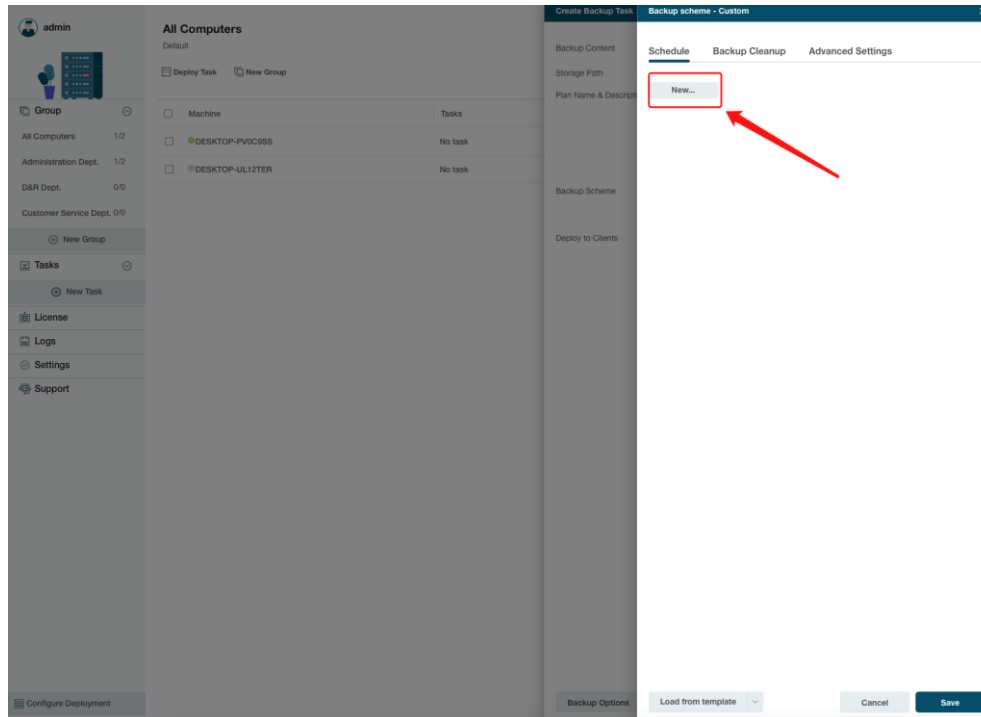 admin
Group
All Computers 1/2
Administration Dept. 1/2
D&R Dept. 0/0
Customer Service Dept. 0/0
New Group
Tasks
New Task
License
Logs
Settings
Support
Configure Deployment
All Computers
Default
Deploy Task New Group
Machine Tasks
DESKTOP-PV0C9SS No task
DESKTOP-UL12TER No task
Create Backup Task
Backup Content
Storage Path
Plan Name & Descript
Backup Scheme
Deploy to Clients
Backup Options
Backup scheme - Custom
Schedule Backup Cleanup Advanced Settings
New...
Load from template Cancel Save